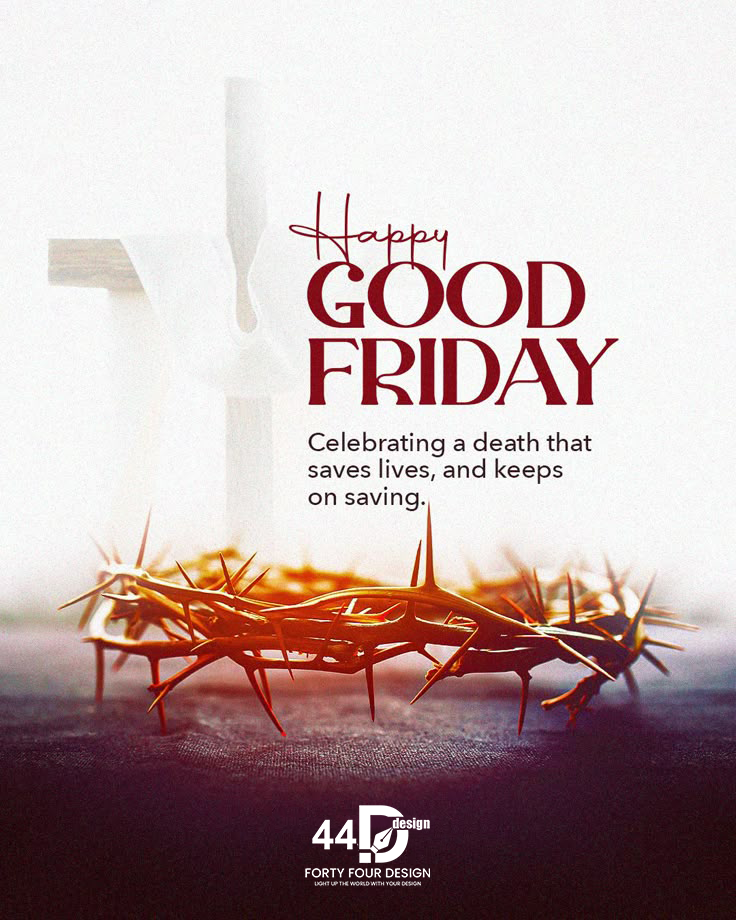 Happy
GOOD
FRIDAY
Celebrating a death that
saves lives, and keeps
on saving.
44D design
FORTY FOUR DESIGN
LIGHT UP THE WORLD WITH YOUR DESIGN